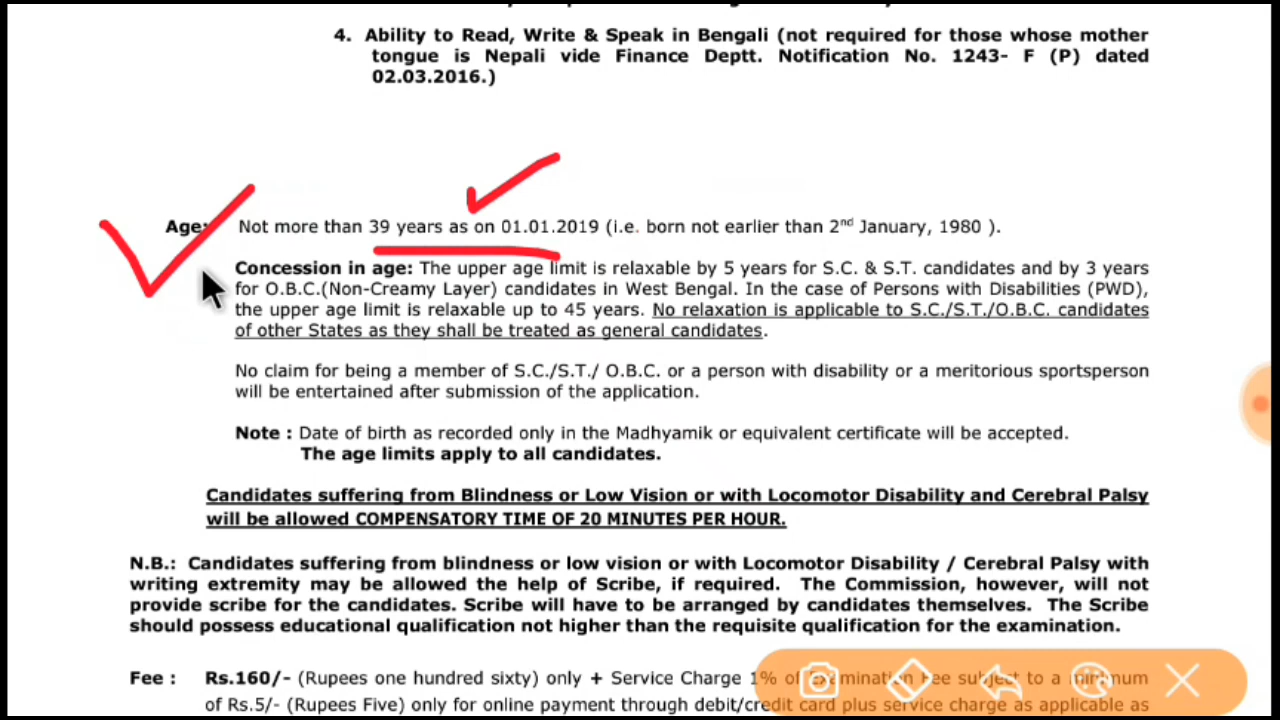 4. Ability to Read, Write & Speak in Bengali (not required for those whose mother
tongue is Nepali vide Finance Deptt. Notification No. 1243- F (P) dated
02.03.2016.)
Age: Not more than 39 years as on 01.01.2019 (i.e. born not earlier than 2nd January, 1980 ).
Concession in age: The upper age limit is relaxable by 5 years for S.C. & S.T. candidates and by 3 years
for O.B.C.(Non-Creamy Layer) candidates in West Bengal. In the case of Persons with Disabilities (PWD),
the upper age limit is relaxable up to 45 years. No relaxation is applicable to S.C./S.T./O.B.C. candidates
of other States as they shall be treated as general candidates.
No claim for being a member of S.C./S.T./ O.B.C. or a person with disability or a meritorious sportsperson
will be entertained after submission of the application.
Note : Date of birth as recorded only in the Madhyamik or equivalent certificate will be accepted.
The age limits apply to all candidates.
Candidates suffering from Blindness or Low Vision or with Locomotor Disability and Cerebral Palsy
will be allowed COMPENSATORY TIME OF 20 MINUTES PER HOUR.
N.B.: Candidates suffering from blindness or low vision or with Locomotor Disability / Cerebral Palsy with
writing extremity may be allowed the help of Scribe, if required. The Commission, however, will not
provide scribe for the candidates. Scribe will have to be arranged by candidates themselves. The Scribe
should possess educational qualification not higher than the requisite qualification for the examination.
Fee : Rs.160/- (Rupees one hundred sixty) only + Service Charge 1% of Examination Fee subject to a minimum
of Rs.5/- (Rupees Five) only for online payment through debit/credit card plus service charge as applicable as